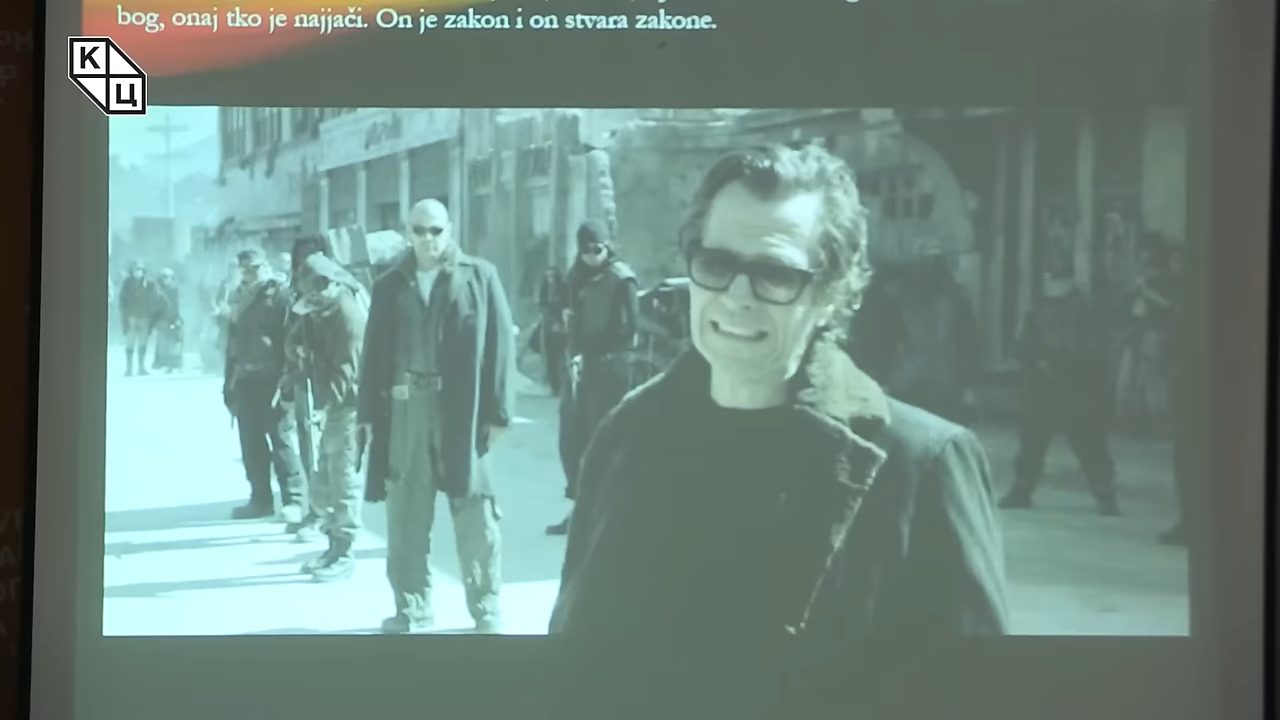 bog, onaj tko je najjači. On je zakon i on stvara zakone.
К
Ц